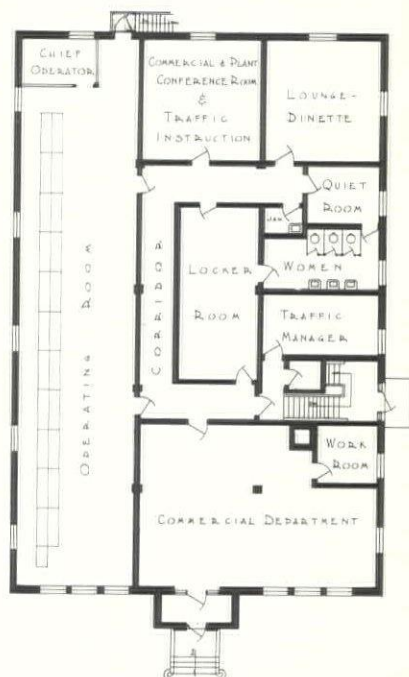 CHIEF
OPERATOR
COMMERCIAL & PLANT
CONFERENCE ROOM
&
TRAFFIC
INSTRUCTION
LOUNGE-
DINETTE
QUIET
ROOM
JAN.
WOMEN
LOCKER
ROOM
CORRIDOR
OPERATING ROOM
TRAFFIC
MANAGER
WORK
ROOM
COMMERCIAL DEPARTMENT